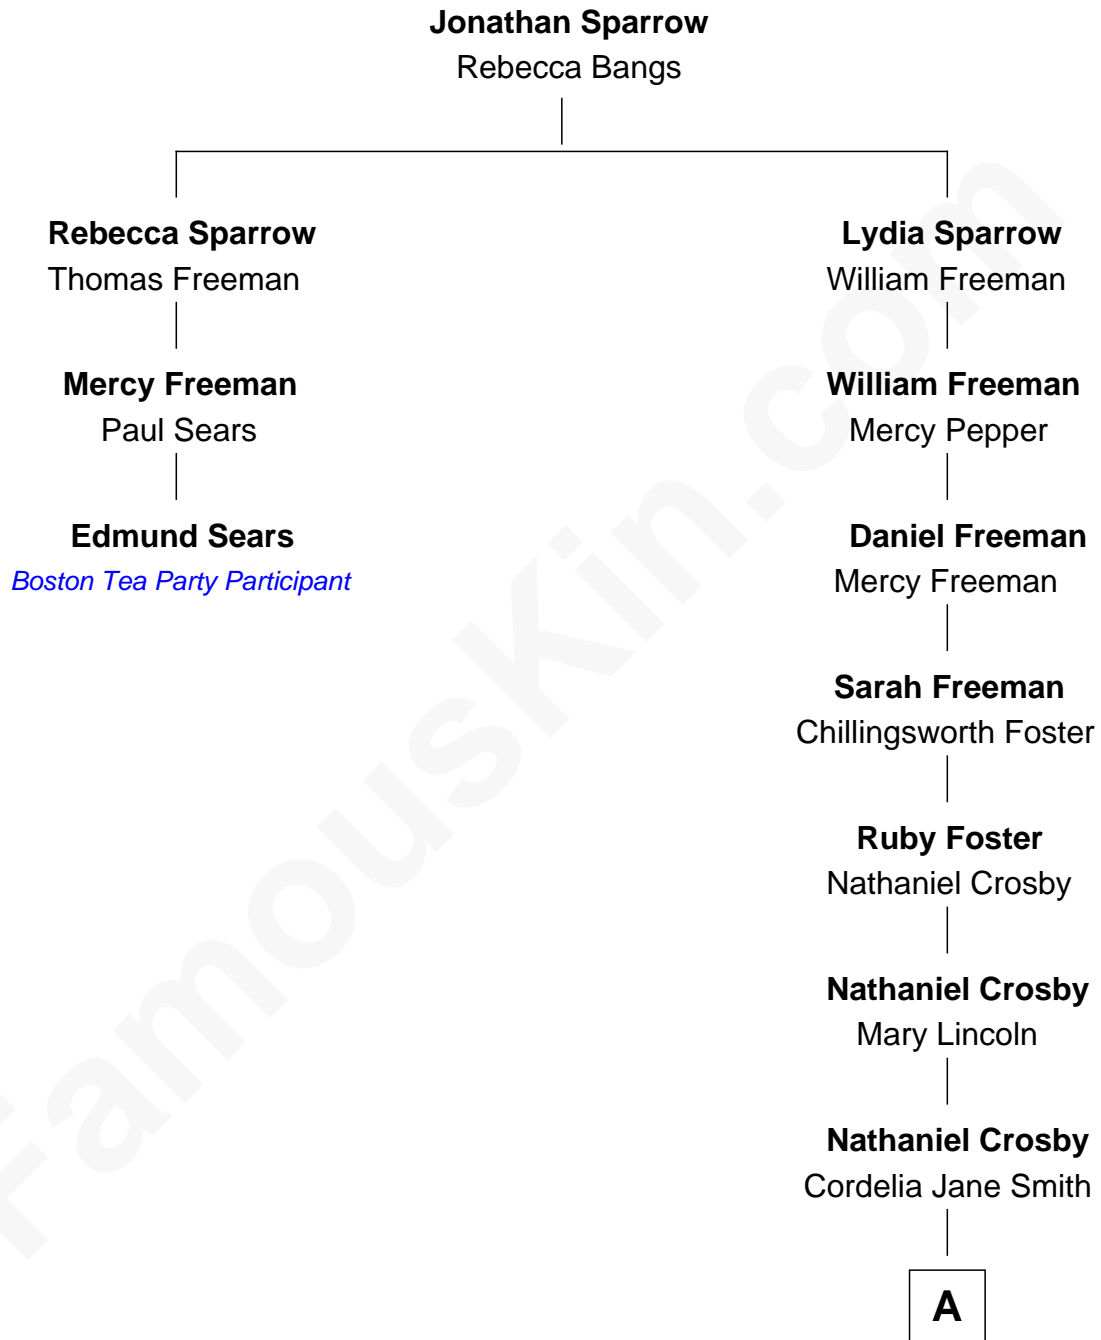 Jonathan Sparrow
Rebecca Bangs
Rebecca Sparrow
Thomas Freeman
Lydia Sparrow
William Freeman
Mercy Freeman
Paul Sears
William Freeman
Mercy Pepper
Edmund Sears
Boston Tea Party Participant
Daniel Freeman
Mercy Freeman
Sarah Freeman
Chillingsworth Foster
Ruby Foster
Nathaniel Crosby
Nathaniel Crosby
Mary Lincoln
Nathaniel Crosby
Cordelia Jane Smith
A
FamousKin.com